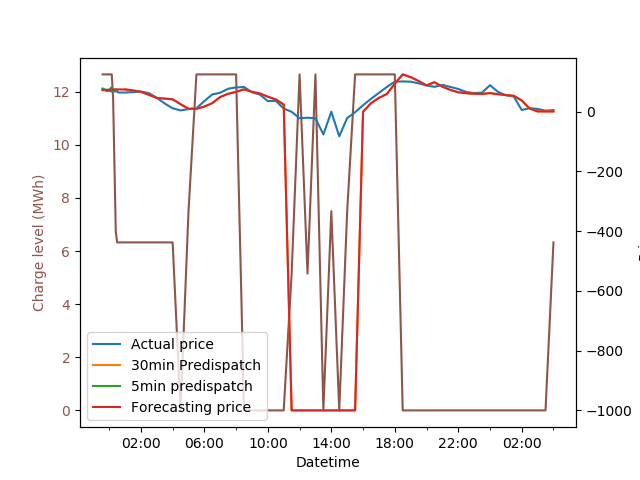 12
10
8
6
4
2
0
Charge level (MWh)
0
−200
−400
−600
−800
−1000
Actual price
30min Predispatch
5min predispatch
Forecasting price
02:00 06:00 10:00 14:00 18:00 22:00 02:00
Datetime